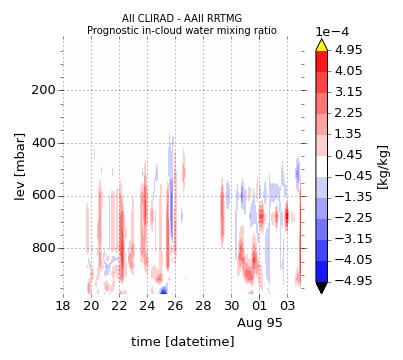 All CLIRAD - AAll RRTMG
Prognostic in-cloud water mixing ratio
1e−4
4.95
4.05
3.15
2.25
1.35
0.45
−0.45
−1.35
−2.25
−3.15
−4.05
−4.95
[kg/kg]
lev [mbar]
200
400
600
800
18 20 22 24 26 28 30 01 03
Aug 95
time [datetime]